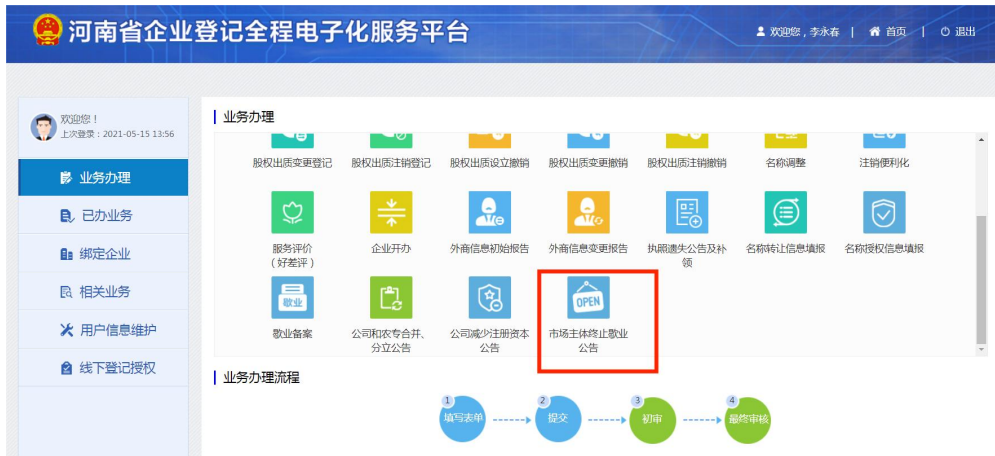 河南省企业登记全程电子化服务平台
欢迎您，李永春 | 首页 | 退出
欢迎您！
上次登录：2021-05-15 13:56
业务办理
已办业务
绑定企业
相关业务
用户信息维护
线下登记授权
业务办理
股权出质变更登记 股权出质注销登记 股权出质设立撤销 股权出质变更撤销 股权出质注销撤销 名称调整 注销便利化
服务评价
（好差评）
企业开办
外商信息初始报告
外商信息变更报告
执照遗失公告及补
领
名称转让信息填报
名称授权信息填报
歇业
歇业备案
公司和农专合并、
分立公告
公司减少注册资本
公告
OPEN
市场主体终止歇业
公告
业务办理流程
1
填写表单
2
提交
3
初审
4
最终审核